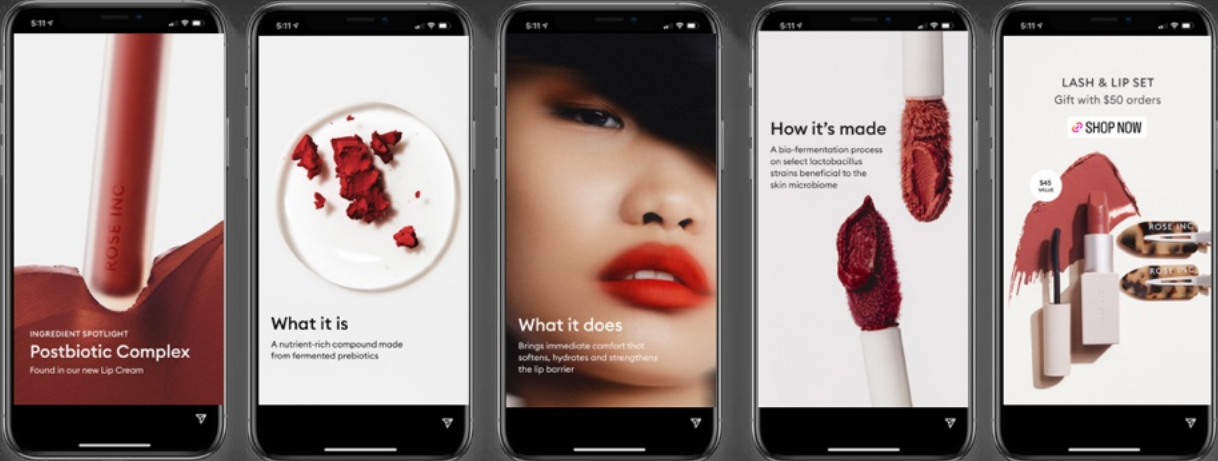 5:11
INGREDIENT SPOTLIGHT
Postbiotic Complex
Found in our new Lip Cream
ROSE INC
5:11
What it is
A nutrient-rich compound made
from fermented prebiotics
5:11
What it does
Brings immediate comfort that
softens, hydrates and strengthens
the lip barrier
5:11
How it's made
A bio-fermentation process
on select lactobacillus
strains beneficial to the
skin microbiome
5:11
LASH & LIP SET
Gift with $50 orders
SHOP NOW
$45
VALUE
ROSE INC
ROSE INC